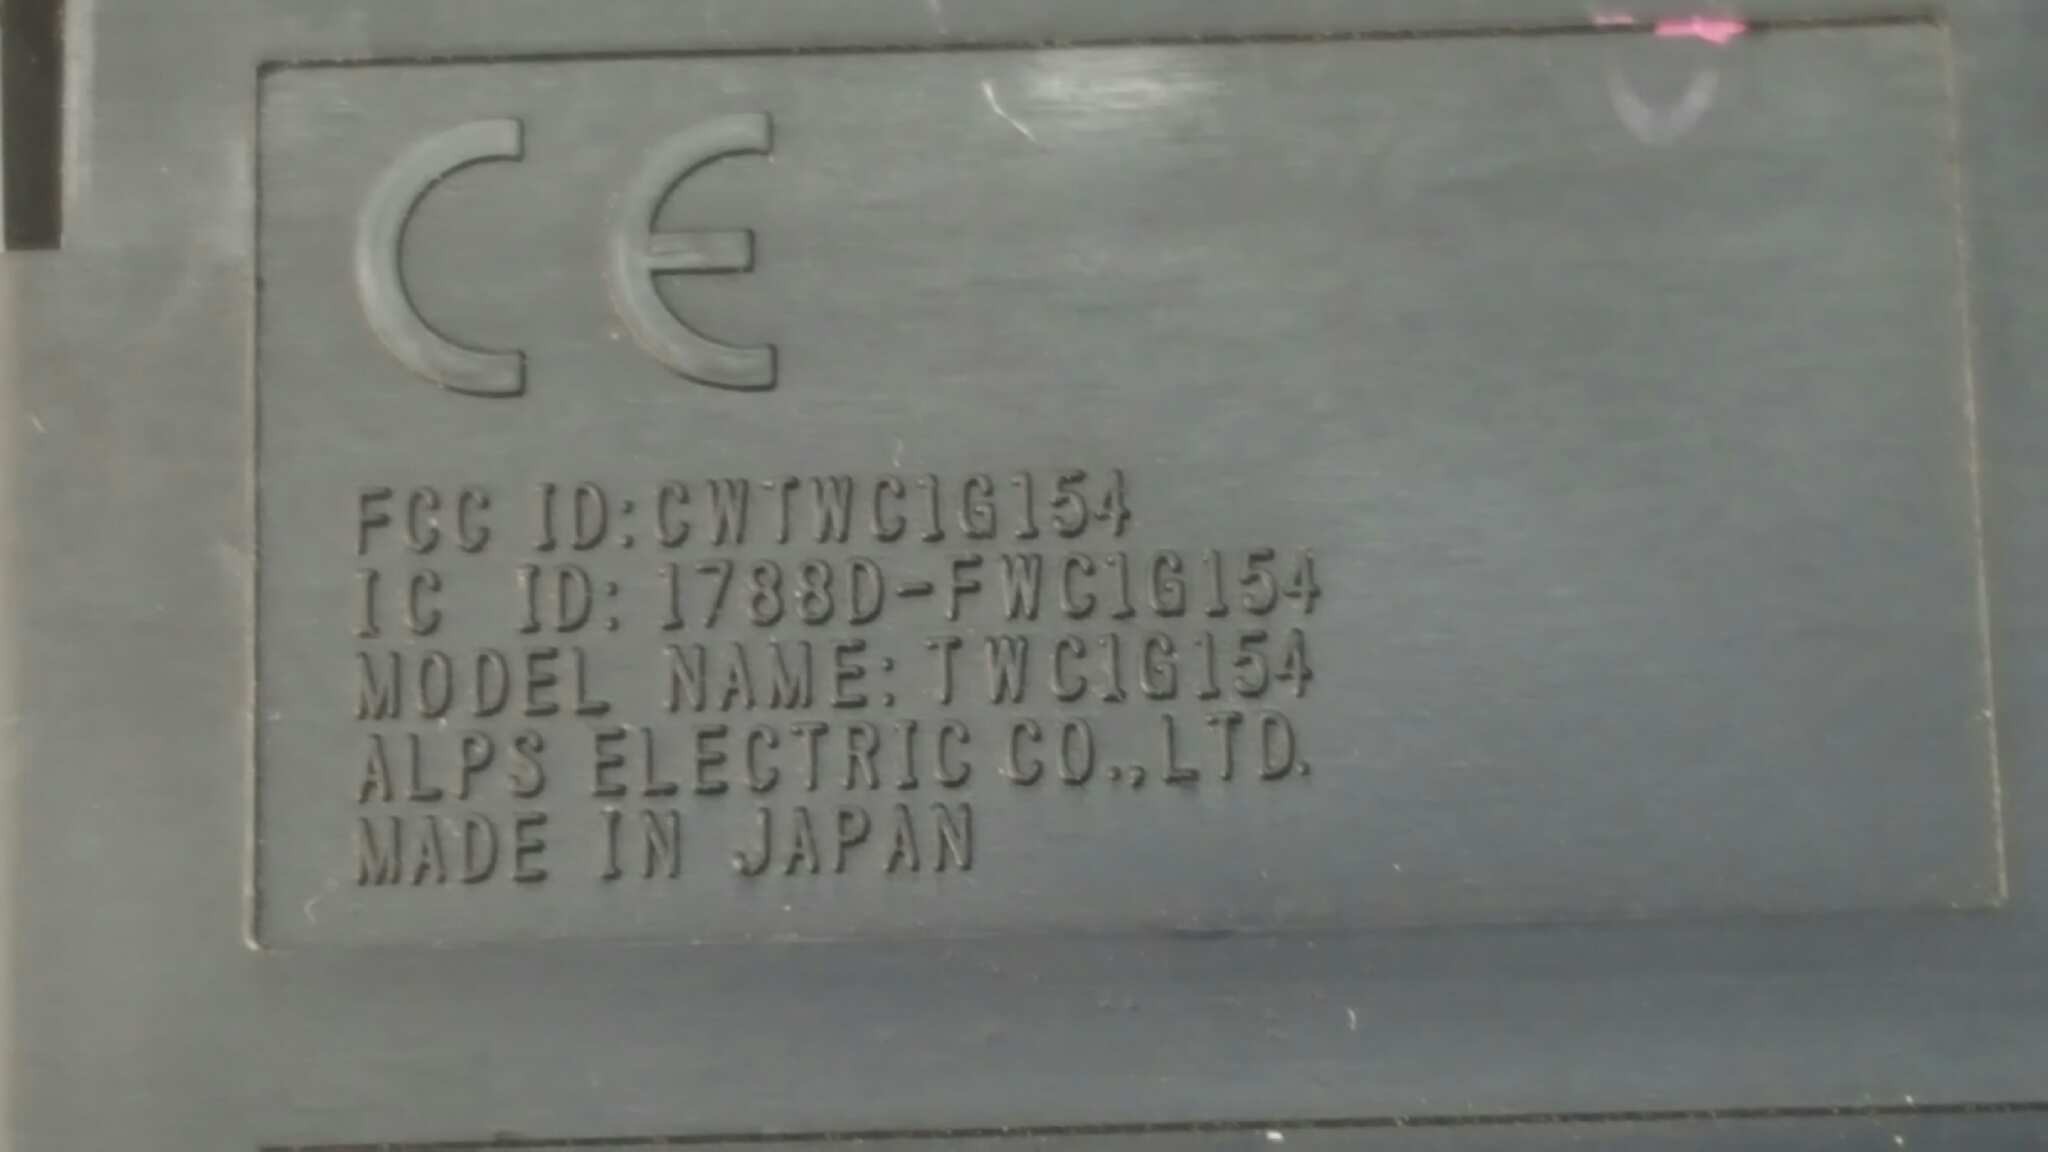 CE
FCC ID:CWTWC1G154
IC ID:1788D-FWC1G154
MODEL NAME:TWC1G154
ALPS ELECTRIC CO.,LTD.
MADE IN JAPAN